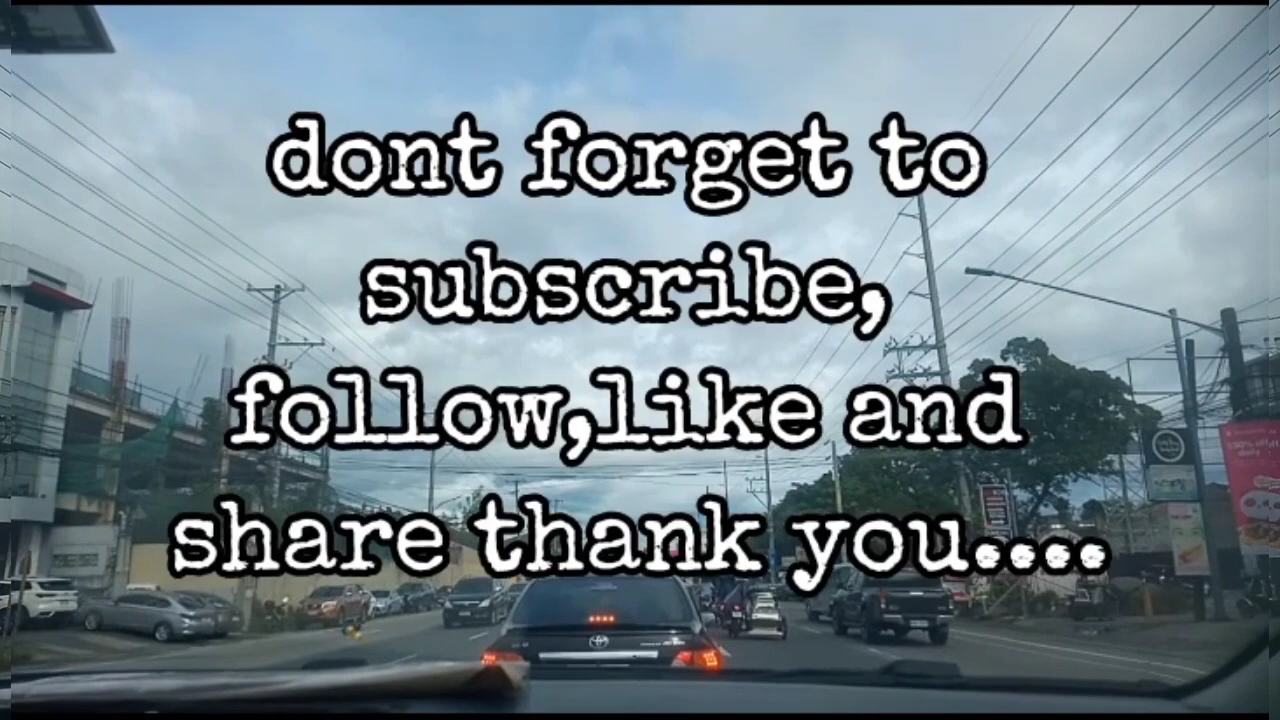 dont forget to
subscribe,
follow,like and
share thank you....